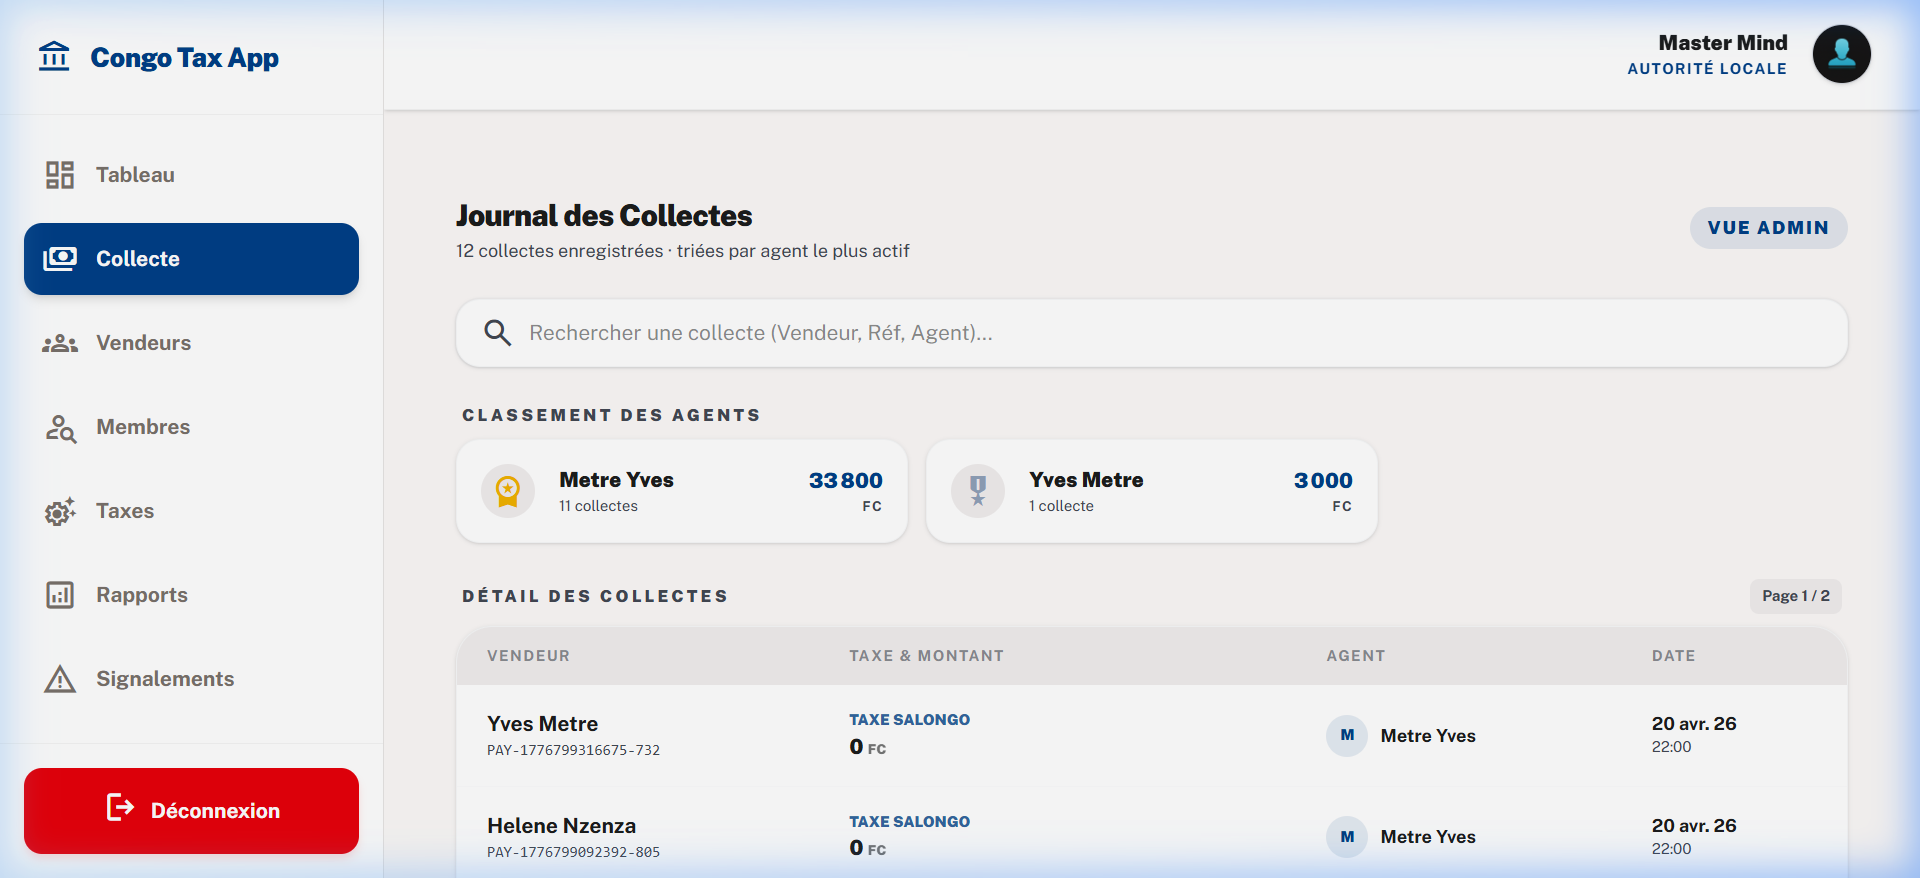 Congo Tax App
Master Mind
AUTORITÉ LOCALE
Tableau
Collecte
Vendeurs
Membres
Taxes
Rapports
Signalements
Déconnexion
Journal des Collectes
12 collectes enregistrées · triées par agent le plus actif
VUE ADMIN
Rechercher une collecte (Vendeur, Réf, Agent)...
CLASSEMENT DES AGENTS
Metre Yves
11 collectes
33 800
FC
Yves Metre
1 collecte
3 000
FC
DÉTAIL DES COLLECTES
Page 1 / 2
VENDEUR TAXE & MONTANT AGENT DATE
Yves Metre
PAY-1776799316675-732
TAXE SALONGO
0 FC
M Metre Yves
20 avr. 26
22:00
Helene Nzenza
PAY-1776799092392-805
TAXE SALONGO
0 FC
M Metre Yves
20 avr. 26
22:00